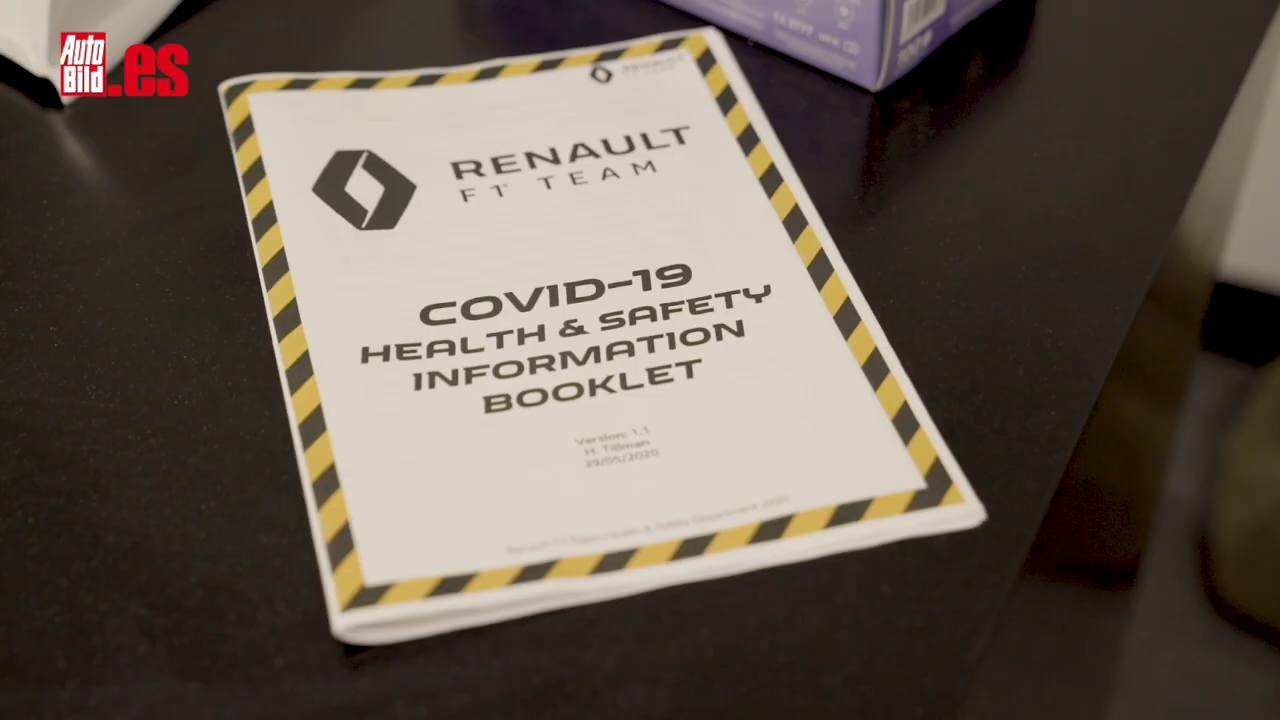 Auto
Bild.es
RENAULT
RENAULT
F1 TEAM
COVID-19
HEALTH & SAFETY
INFORMATION
BOOKLET
Version: 1.1
H. Tillman
29/05/2020